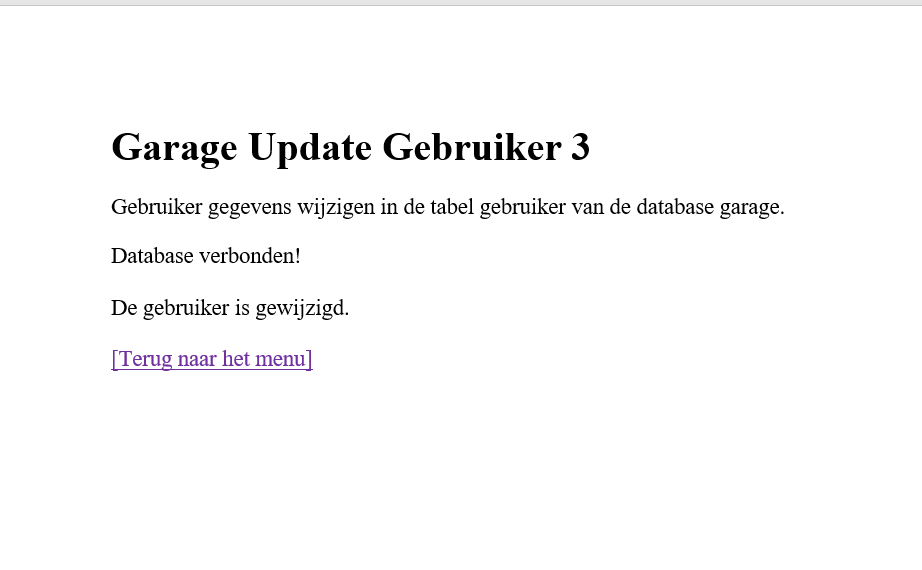 Garage Update Gebruiker 3
Gebruiker gegevens wijzigen in de tabel gebruiker van de database garage.
Database verbonden!
De gebruiker is gewijzigd.
[Terug naar het menu]